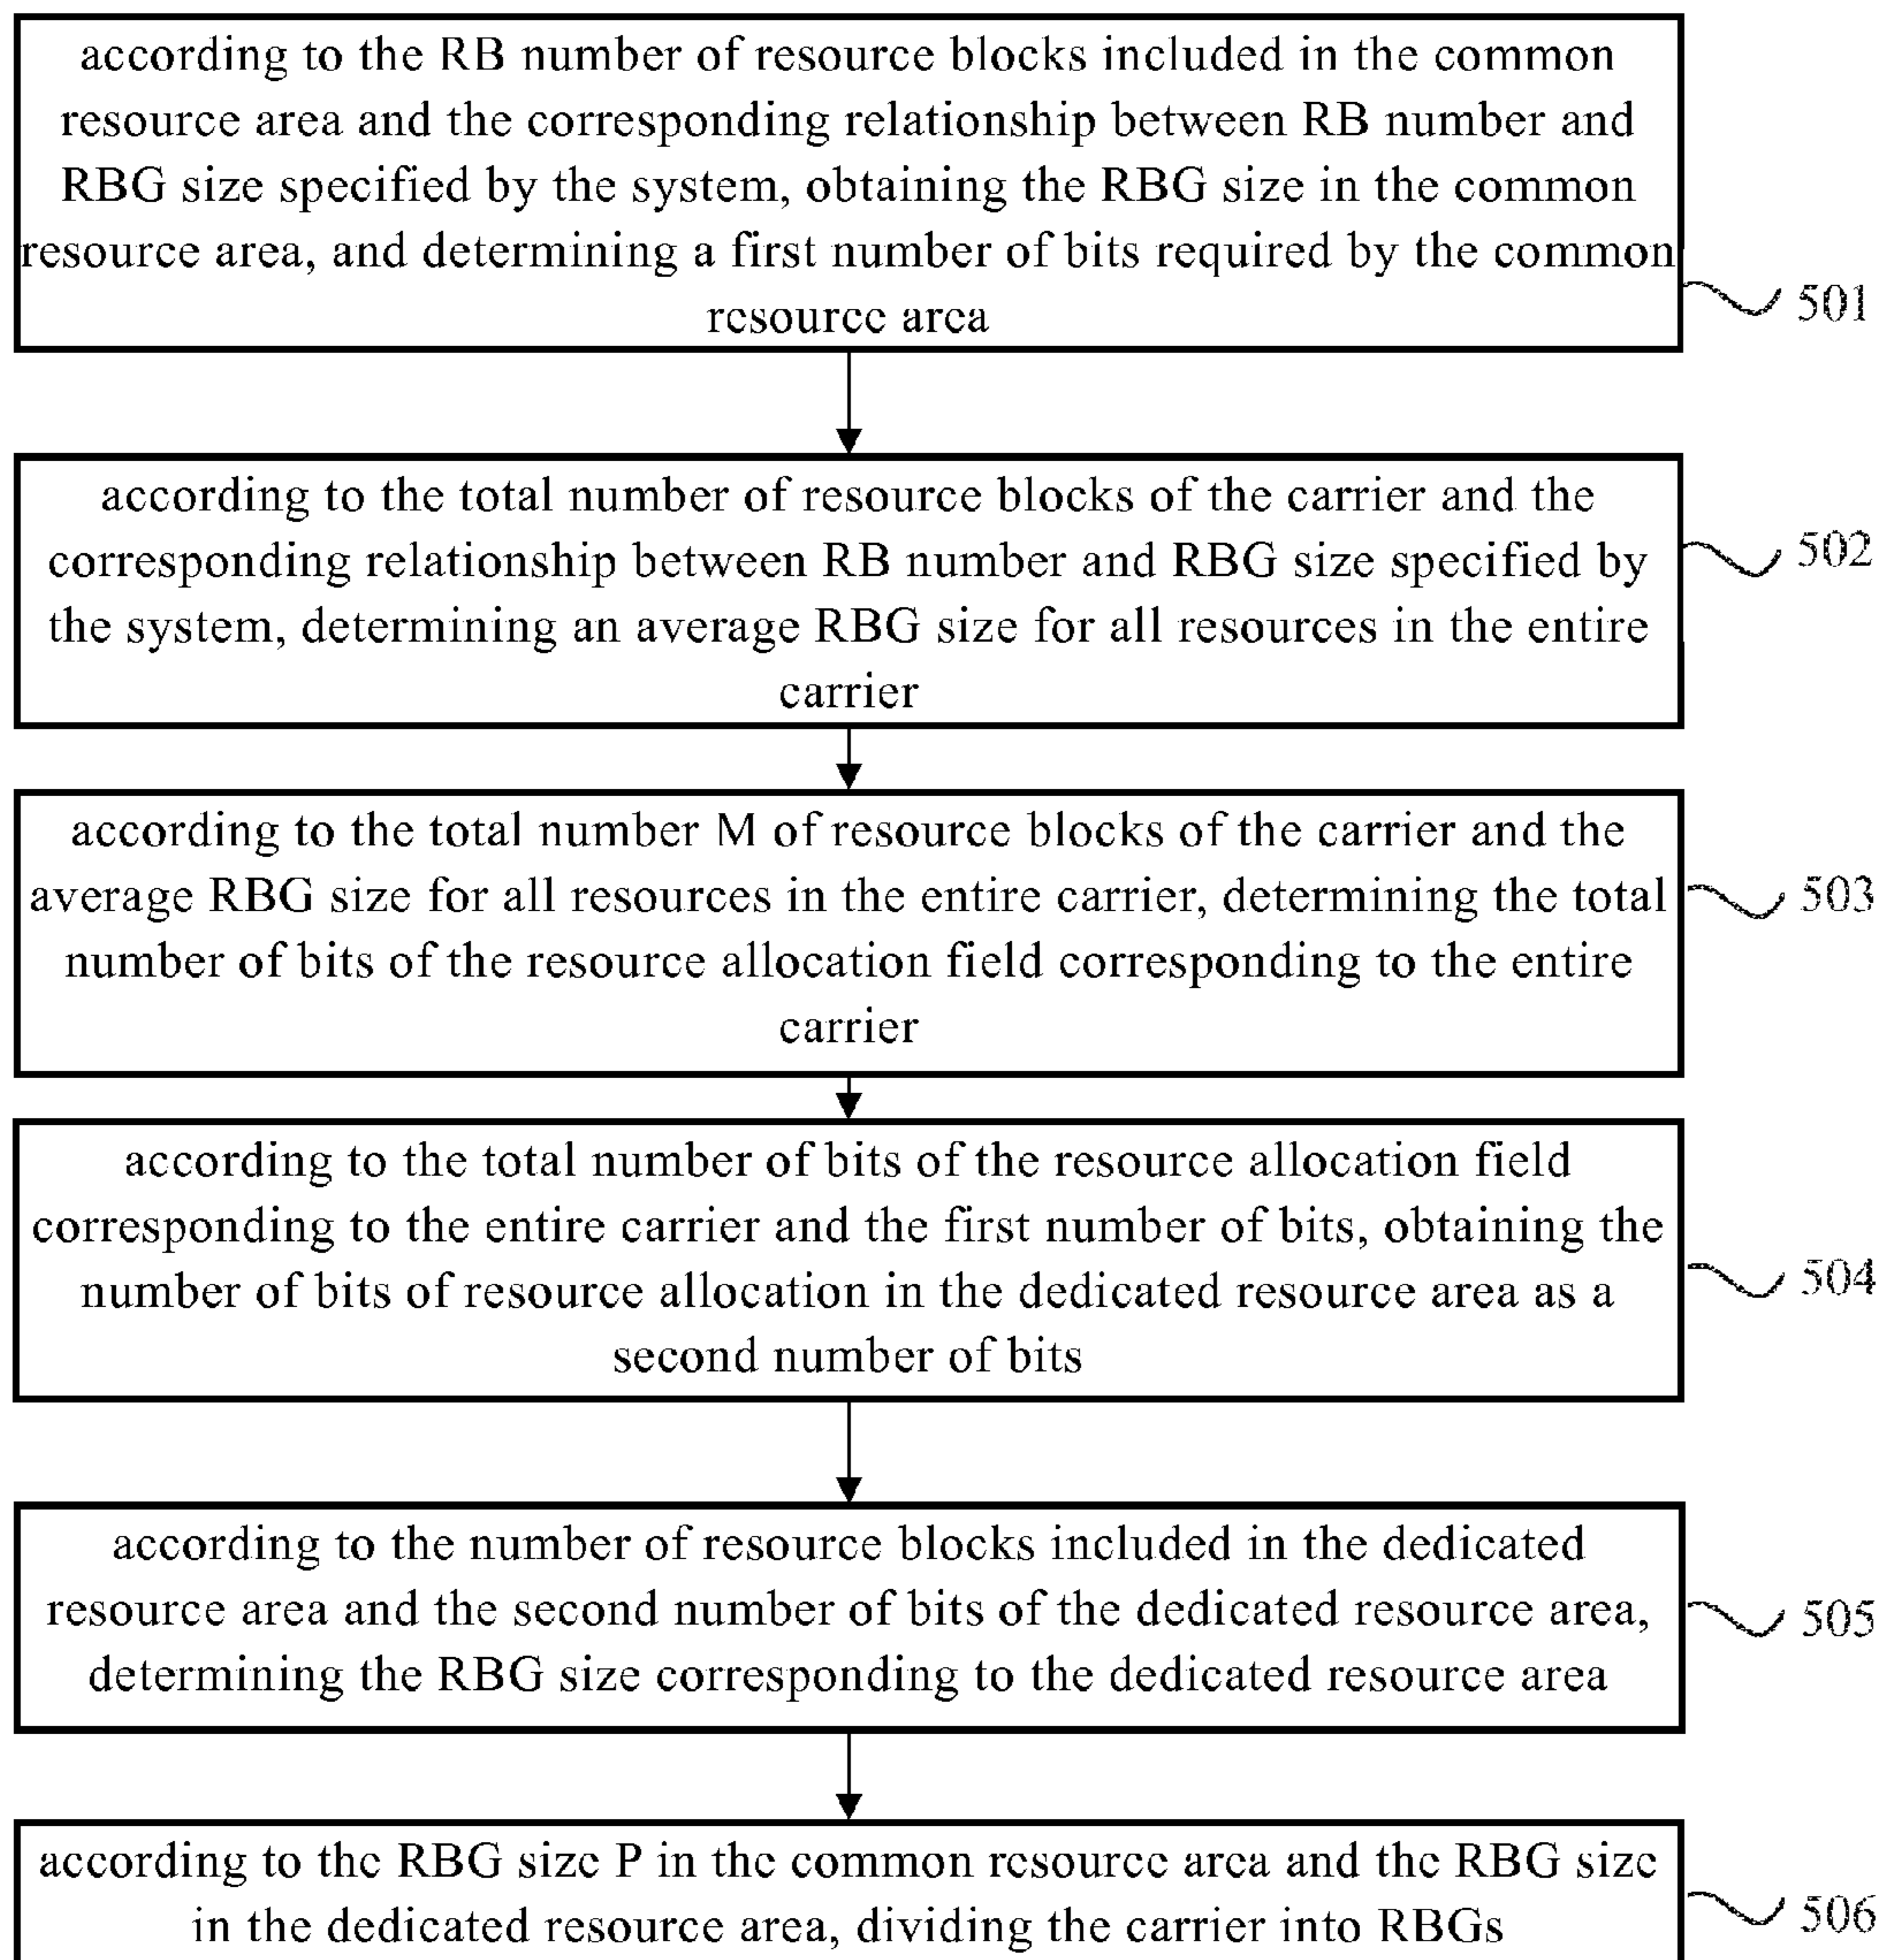 according to the RB number of resource blocks included in the common
resource area and the corresponding relationship between RB number and
RBG size specified by the system, obtaining the RBG size in the common
resource area, and determining a first number of bits required by the common
resource area
501
according to the total number of resource blocks of the carrier and the
corresponding relationship between RB number and RBG size specified by
the system, determining an average RBG size for all resources in the entire
carrier
502
according to the total number M of resource blocks of the carrier and the
average RBG size for all resources in the entire carrier, determining the total
number of bits of the resource allocation field corresponding to the entire
carrier
503
according to the total number of bits of the resource allocation field
corresponding to the entire carrier and the first number of bits, obtaining the
number of bits of resource allocation in the dedicated resource area as a
second number of bits
504
according to the number of resource blocks included in the dedicated
resource area and the second number of bits of the dedicated resource area,
determining the RBG size corresponding to the dedicated resource area
505
according to the RBG size P in the common resource area and the RBG size
in the dedicated resource area, dividing the carrier into RBGs
506